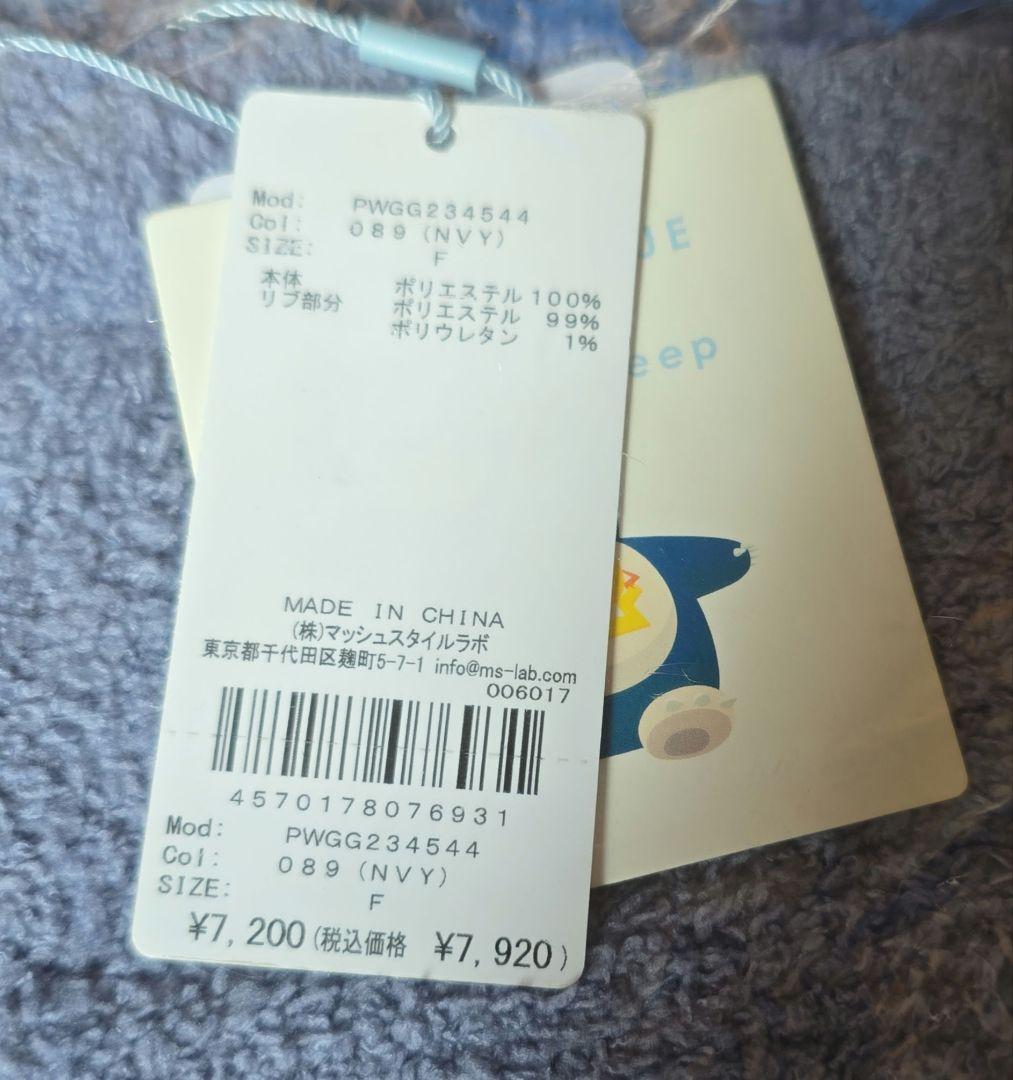 Mod: PWGG234544
Col: 089 (NVY)
SIZE: F
本体 ポリエステル 100%
リブ部分 ポリエステル 99%
ポリウレタン 1%
MADE IN CHINA
(株)マッシュスタイルラボ
東京都千代田区麹町5-7-1 info@ms-lab.com
006017
4570178076931
Mod: PWGG234544
Col: 089 (NVY)
SIZE: F
¥7,200(税込価格 ¥7,920)
UE
eep